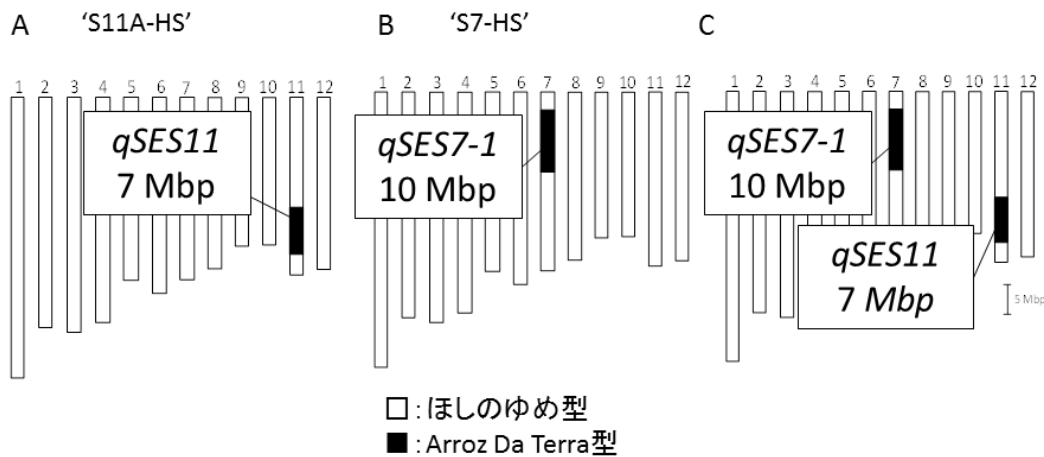 A 'S11A-HS'
B 'S7-HS'
C
1 2 3 4 5 6 7 8 9 10 11 12
1 2 3 4 5 6 7 8 9 10 11 12
1 2 3 4 5 6 7 8 9 10 11 12
qSES11
7 Mbp
qSES7-1
10 Mbp
qSES7-1
10 Mbp
qSES11
7 Mbp
5 Mbp
□ : ほしのゆめ型
■ : Arroz Da Terra型